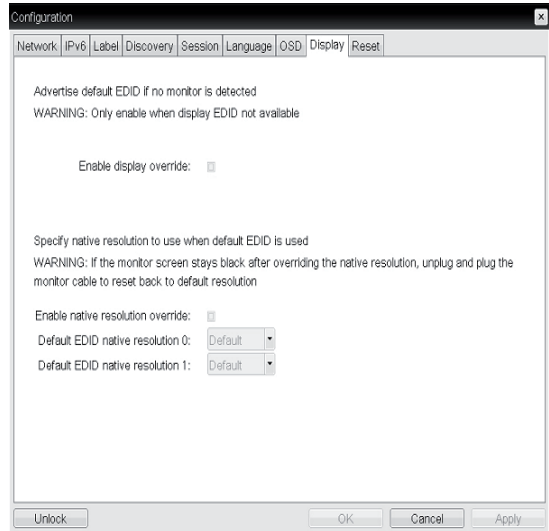 Configuration
Network IPv6 Label Discovery Session Language OSD Display Reset
Advertise default EDID if no monitor is detected
WARNING: Only enable when display EDID not available
Enable display override:
Specify native resolution to use when default EDID is used
WARNING: If the monitor screen stays black after overriding the native resolution, unplug and plug the
monitor cable to reset back to default resolution
Enable native resolution override:
Default EDID native resolution 0: Default
Default EDID native resolution 1: Default
Unlock OK Cancel Apply